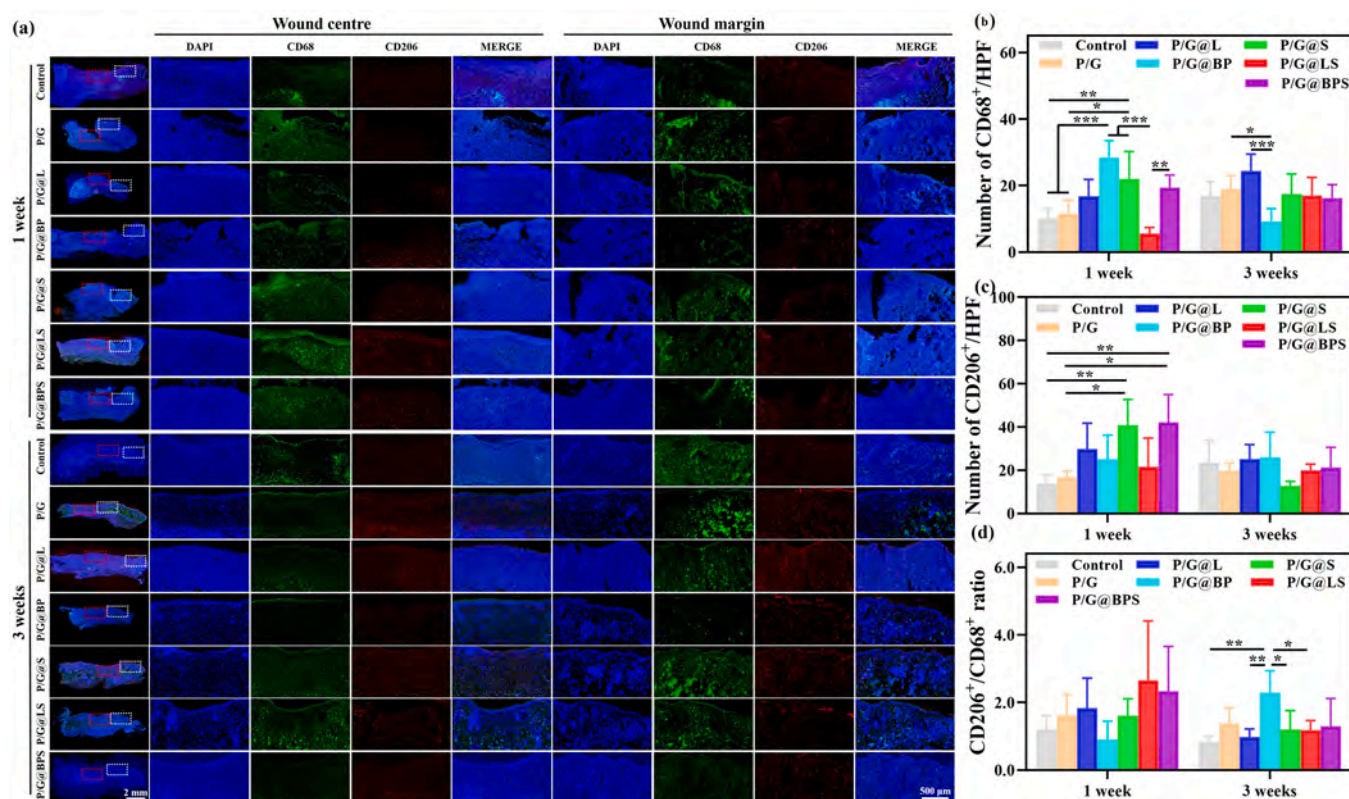 (a)
Wound centre
Wound margin
DAPI
CD68
CD206
MERGE
DAPI
CD68
CD206
MERGE
1 week
Control
P/G
P/G@L
P/G@BP
P/G@S
P/G@LS
P/G@BPS
3 weeks
Control
P/G
P/G@L
P/G@BP
P/G@S
P/G@LS
P/G@BPS
2 mm
500 μm
(b)
Number of CD68⁺/HPF
60
40
20
0
Control
P/G
P/G@L
P/G@BP
P/G@S
P/G@LS
P/G@BPS
**
*
***
***
**
*
***
1 week
3 weeks
(c)
Number of CD206⁺/HPF
100
80
60
40
20
0
Control
P/G
P/G@L
P/G@BP
P/G@S
P/G@LS
P/G@BPS
**
*
**
*
1 week
3 weeks
(d)
CD206⁺/CD68⁺ ratio
6.0
4.0
2.0
0.0
Control
P/G
P/G@L
P/G@BP
P/G@S
P/G@LS
P/G@BPS
**
*
**
*
1 week
3 weeks